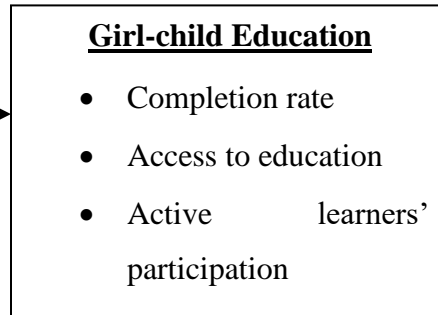 Girl-child Education
• Completion rate
• Access to education
• Active learners’
participation